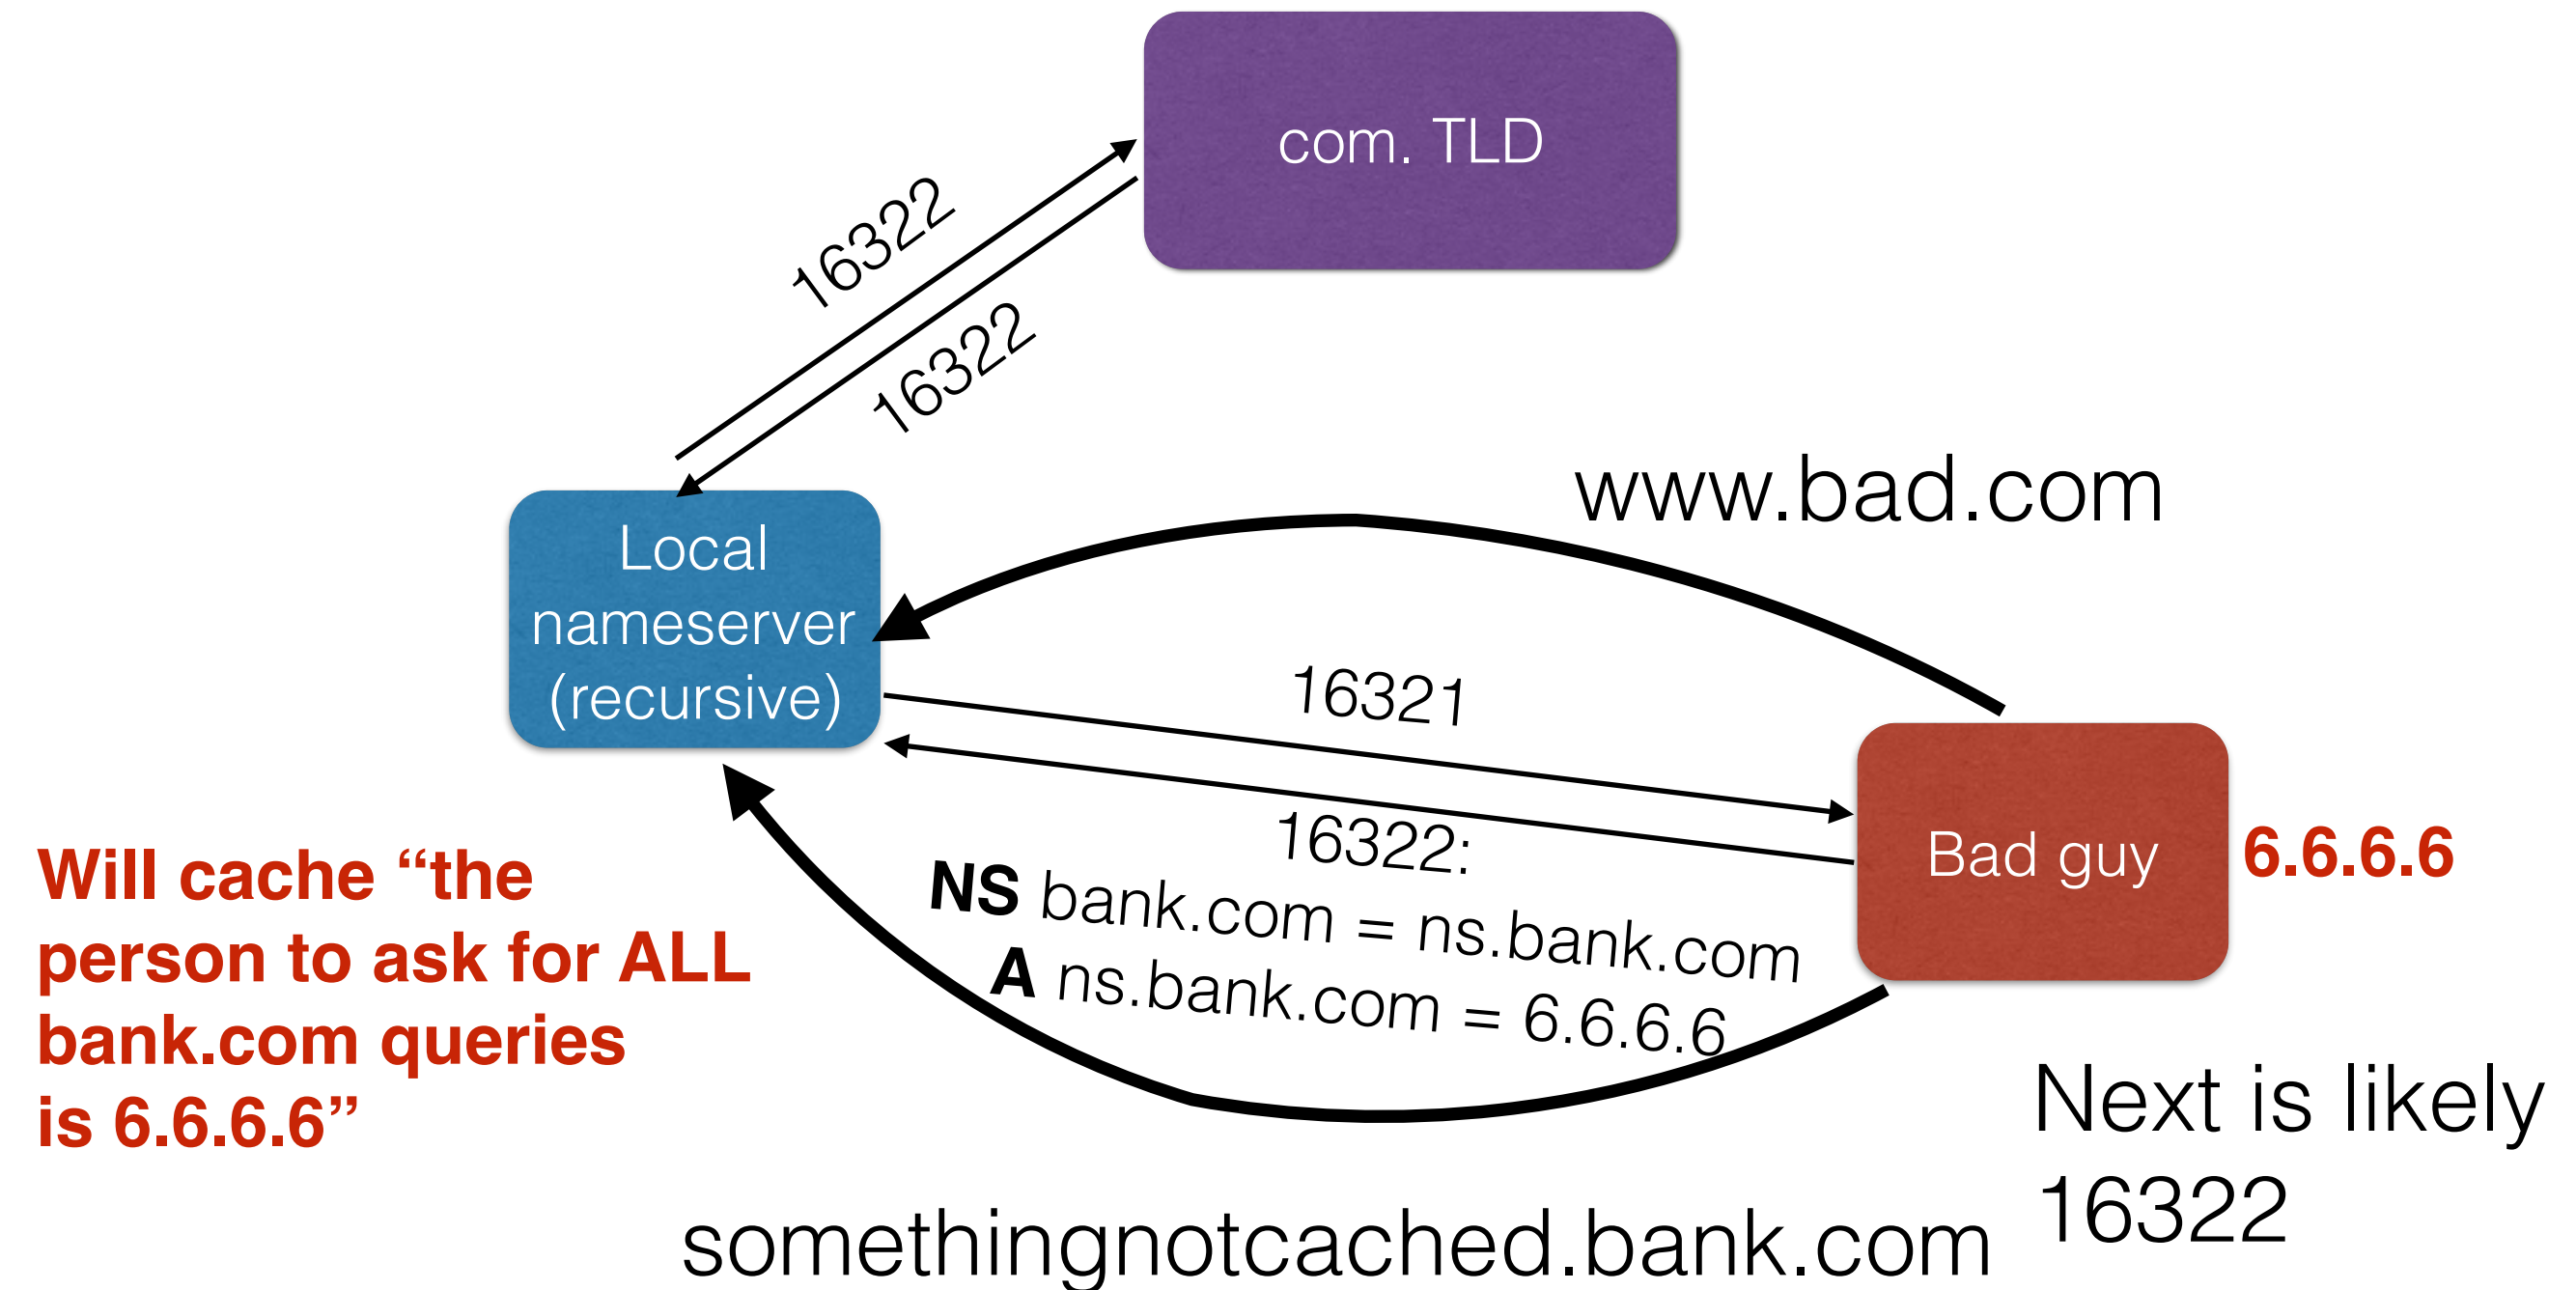 com. TLD
16322
16322
www.bad.com
Local
nameserver
(recursive)
16321
16322:
NS bank.com = ns.bank.com
A ns.bank.com = 6.6.6.6
Bad guy
6.6.6.6
Will cache “the
person to ask for ALL
bank.com queries
is 6.6.6.6”
Next is likely
16322
somethingnotcached.bank.com